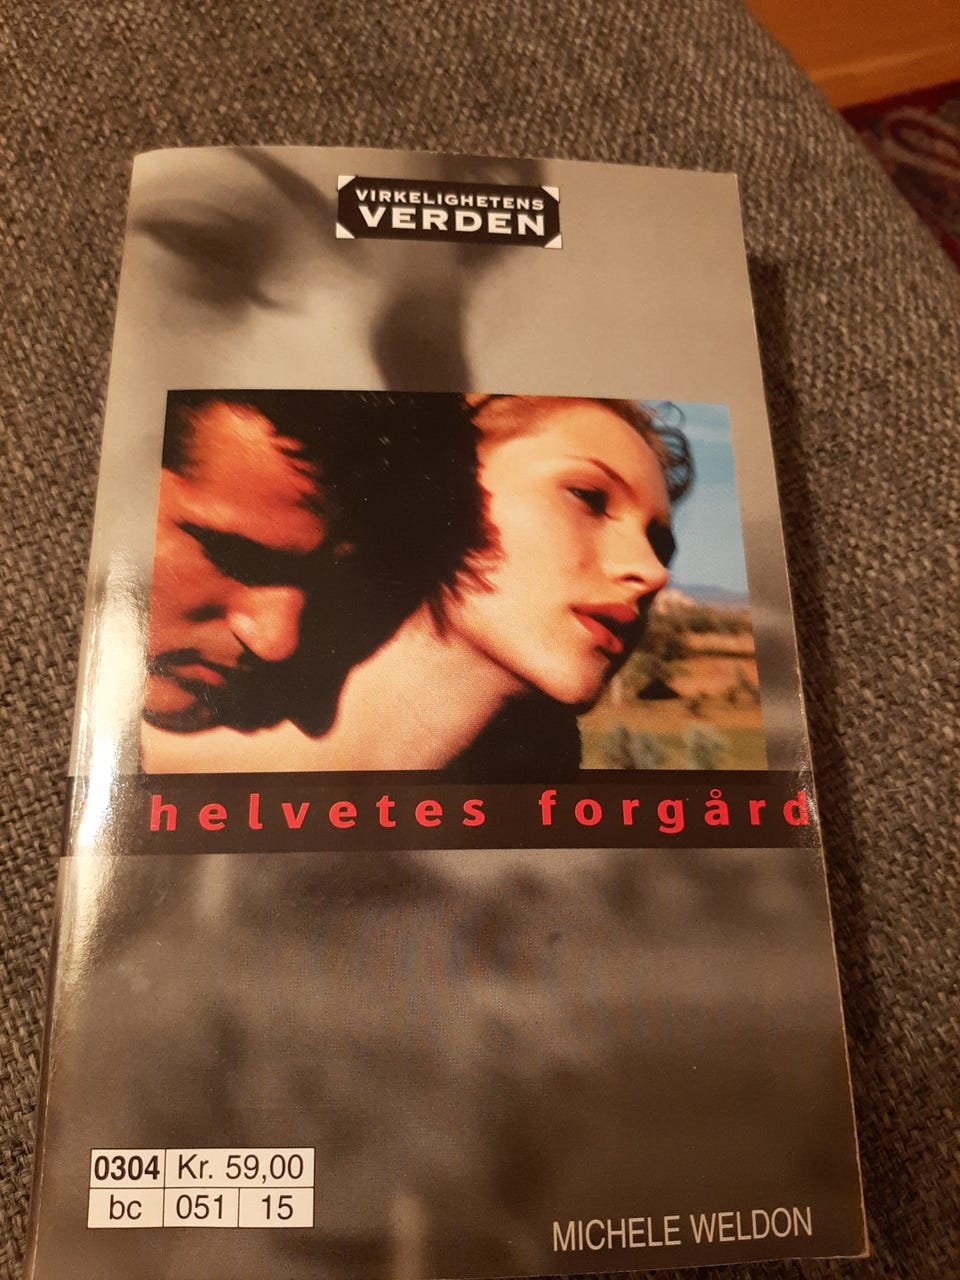 VIRKELIGHETENS
VERDEN
helvetes forgård
0304 Kr. 59,00
bc 051 15
MICHELE WELDON